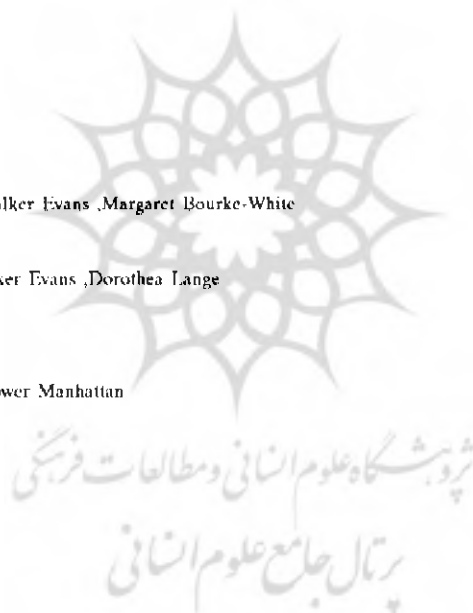 lker Evans ,Margaret Bourke-White
ker Evans ,Dorothea Lange
ower Manhattan
پژوهشگاه علوم انسانی و مطالعات فرهنگی
پرتال جامع علوم انسانی